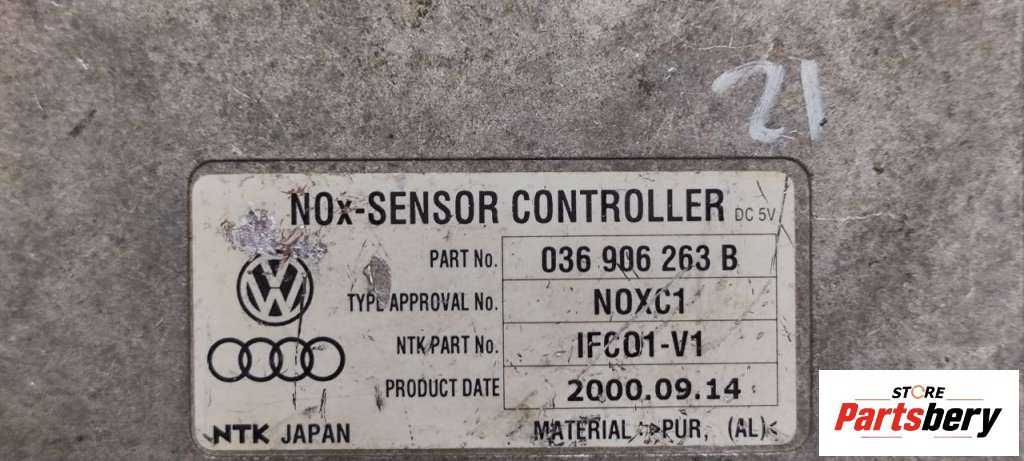 21
NOx-SENSOR CONTROLLER DC 5V
PART No. 036 906 263 B
TYPE APPROVAL No. NOXC1
NTK PART No. IFC01-V1
PRODUCT DATE 2000.09.14
NTK JAPAN MATERIAL >PUR, (AL)<
STORE
Partsbery